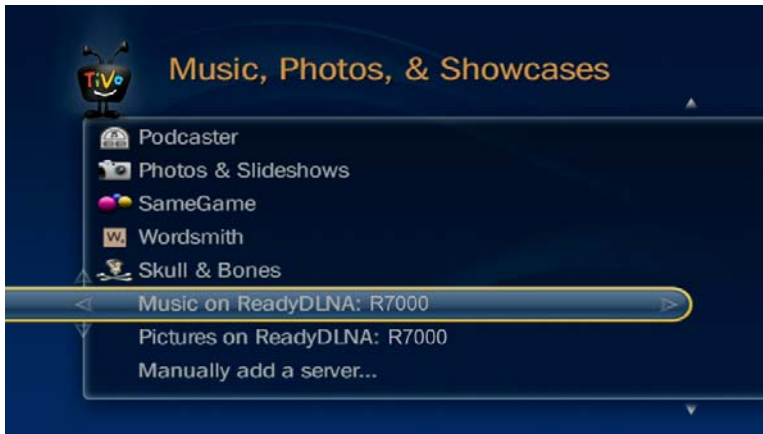 TiVo
Music, Photos, & Showcases
Podcaster
Photos & Slideshows
SameGame
W.
Wordsmith
Skull & Bones
Music on ReadyDLNA: R7000
Pictures on ReadyDLNA: R7000
Manually add a server...